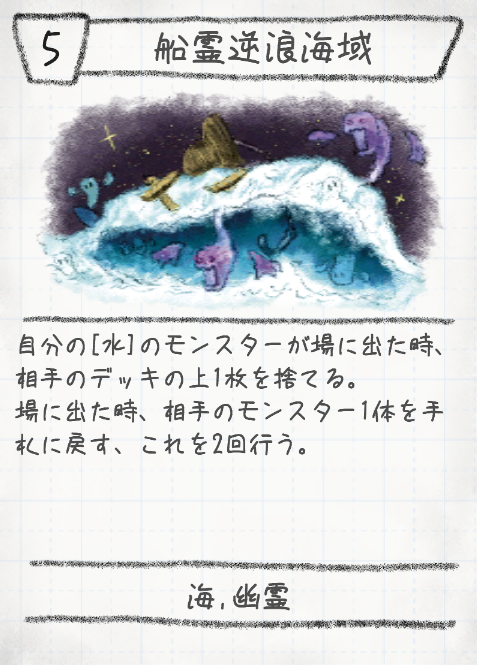 5
船霊逆浪海域
自分の[水]のモンスターが場に出た時、
相手のデッキの上1枚を捨てる。
場に出た時、相手のモンスター1体を手
札に戻す、これを2回行う。
海,幽霊